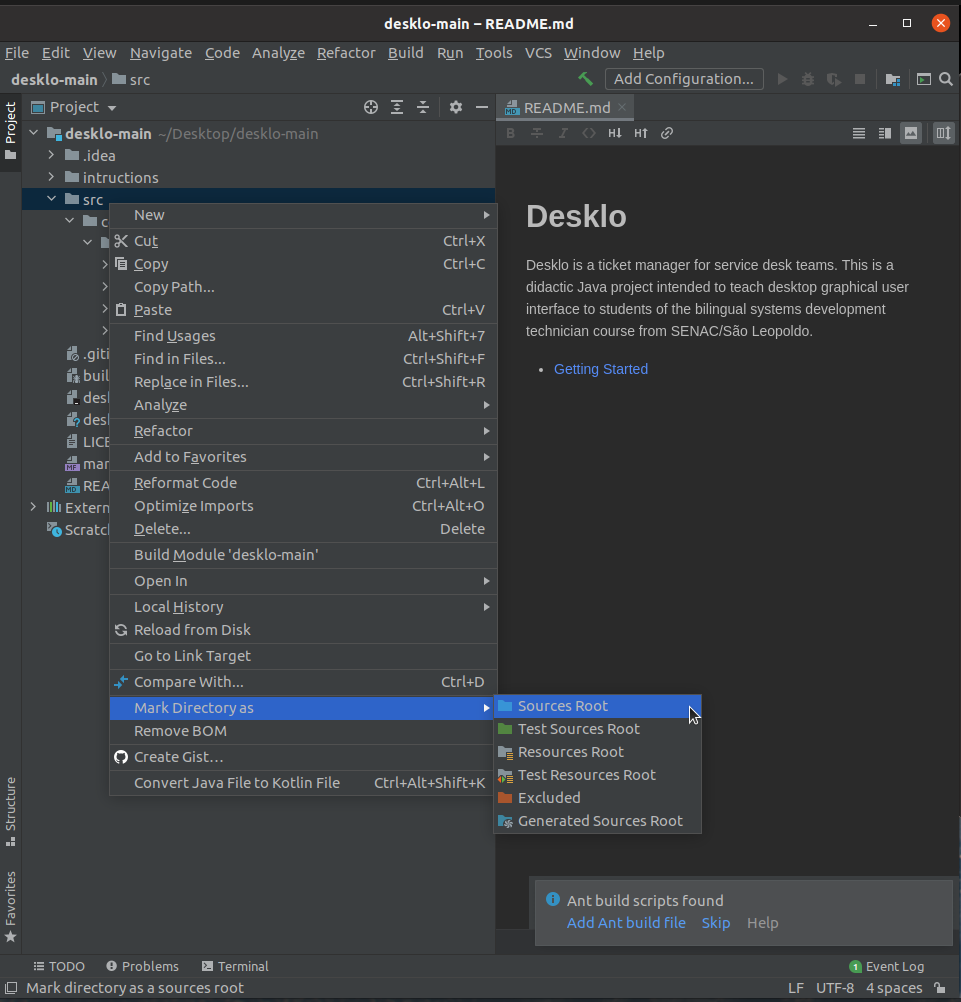 desklo-main – README.md
File Edit View Navigate Code Analyze Refactor Build Run Tools VCS Window Help
desklo-main src
Add Configuration...
Project
Project
README.md
desklo-main ~/Desktop/desklo-main
.idea
intructions
src
New
Cut Ctrl+X
Copy Ctrl+C
Copy Path...
Paste Ctrl+V
Find Usages Alt+Shift+7
Find in Files... Ctrl+Shift+F
Replace in Files... Ctrl+Shift+R
Analyze
Refactor
Add to Favorites
Reformat Code Ctrl+Alt+L
Optimize Imports Ctrl+Alt+O
Delete... Delete
Build Module 'desklo-main'
Open In
Local History
Reload from Disk
Go to Link Target
Compare With... Ctrl+D
Mark Directory as
Remove BOM
Create Gist...
Convert Java File to Kotlin File Ctrl+Alt+Shift+K
Sources Root
Test Sources Root
Resources Root
Test Resources Root
Excluded
Generated Sources Root
c
.giti
buil
desl
desl
LICE
mar
REA
Extern
Scratch
B I H↓ H↑
Desklo
Desklo is a ticket manager for service desk teams. This is a
didactic Java project intended to teach desktop graphical user
interface to students of the bilingual systems development
technician course from SENAC/São Leopoldo.
• Getting Started
Structure
Favorites
Ant build scripts found
Add Ant build file Skip Help
TODO Problems Terminal
1 Event Log
Mark directory as a sources root
LF UTF-8 4 spaces